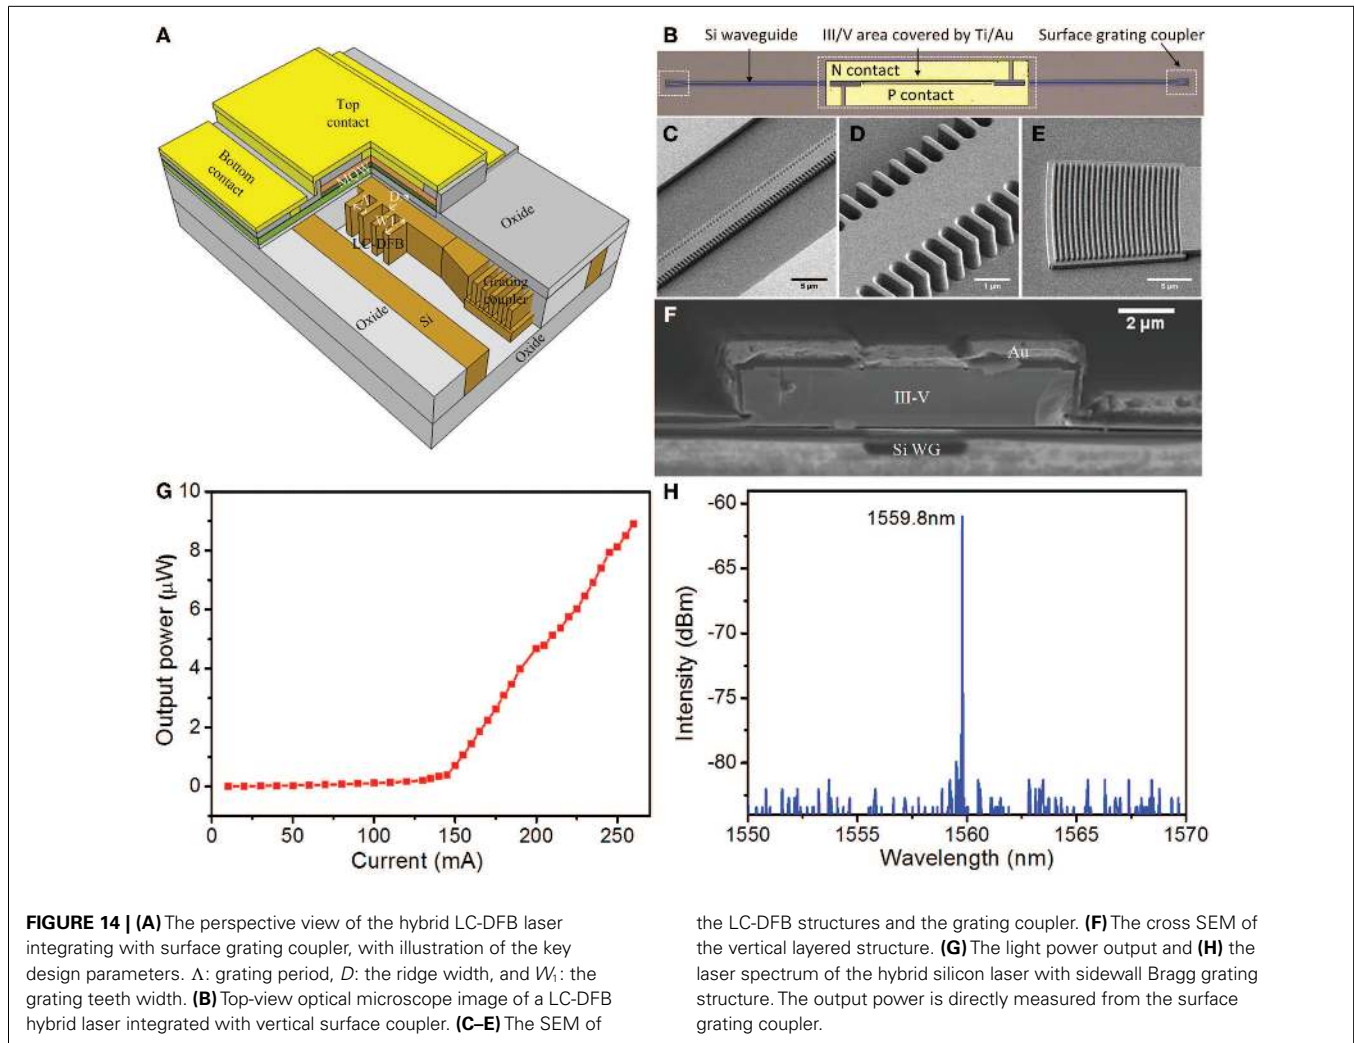 A
Top
contact
Bottom
contact
MQW
Λ
D
W1
LC-DFB
Oxide
Grating
coupler
Si
Oxide
Oxide
B
Si waveguide
III/V area covered by Ti/Au
Surface grating
coupler
N contact
P contact
C
5 µm
D
1 µm
E
5 µm
F
2 µm
Au
III-V
Si WG
G
10
8
6
4
2
0
Output power (µW)
0
50
100
150
200
250
Current (mA)
H
-60
-65
-70
-75
-80
Intensity (dBm)
1559.8nm
1550
1555
1560
1565
1570
Wavelength (nm)
FIGURE 14 | (A) The perspective view of the hybrid LC-DFB laser
integrating with surface grating coupler, with illustration of the key
design parameters. Λ: grating period, D: the ridge width, and W1: the
grating teeth width. (B) Top-view optical microscope image of a LC-DFB
hybrid laser integrated with vertical surface coupler. (C–E) The SEM of
the LC-DFB structures and the grating coupler. (F) The cross SEM of
the vertical layered structure. (G) The light power output and (H) the
laser spectrum of the hybrid silicon laser with sidewall Bragg grating
structure. The output power is directly measured from the surface
grating coupler.